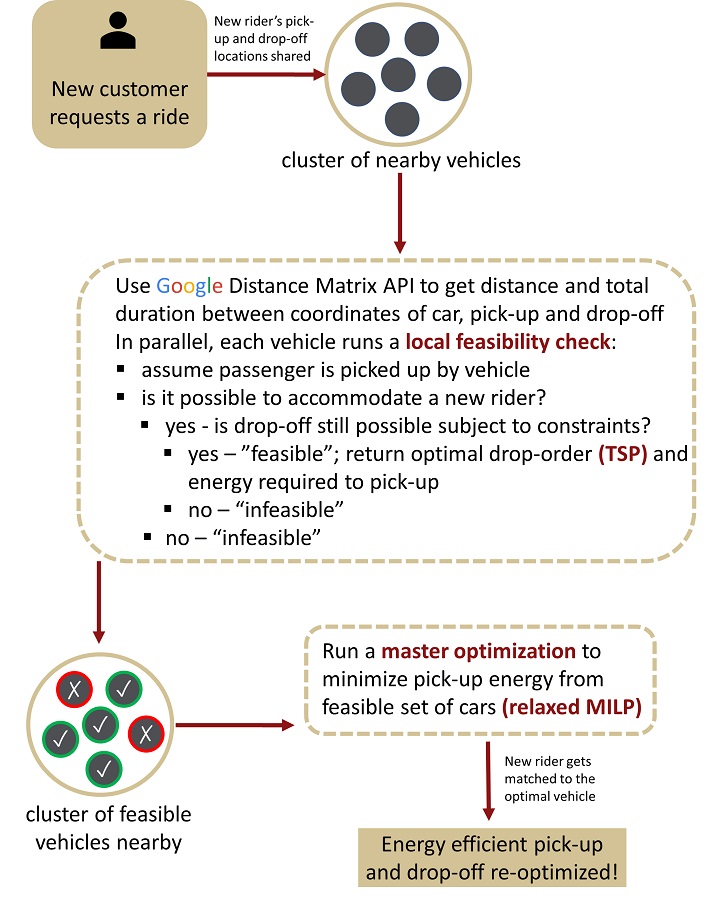 New rider's pick-
up and drop-off
locations shared
New customer
requests a ride
cluster of nearby vehicles
Use Google Distance Matrix API to get distance and total
duration between coordinates of car, pick-up and drop-off
In parallel, each vehicle runs a local feasibility check:
▪ assume passenger is picked up by vehicle
▪ is it possible to accommodate a new rider?
▪ yes - is drop-off still possible subject to constraints?
▪ yes – ”feasible”; return optimal drop-order (TSP) and
energy required to pick-up
▪ no – “infeasible”
▪ no – “infeasible”
X ✓
✓ ✓ X
✓
cluster of feasible
vehicles nearby
Run a master optimization to
minimize pick-up energy from
feasible set of cars (relaxed MILP)
New rider gets
matched to the
optimal vehicle
Energy efficient pick-up
and drop-off re-optimized!